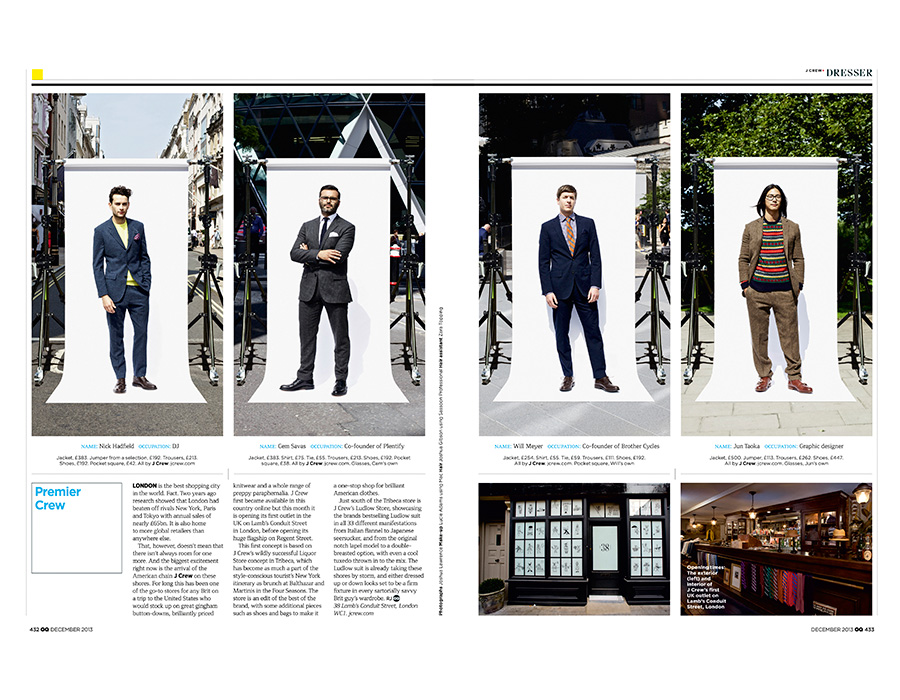 J CREW+ DRESSER
NAME: Nick Hadfield OCCUPATION: DJ
Jacket, £383. Jumper from a selection, £192. Trousers, £213.
Shoes, £192. Pocket square, £42. All by J Crew. jcrew.com
NAME: Cem Savas OCCUPATION: Co-founder of Plentify
Jacket, £383. Shirt, £75. Tie, £55. Trousers, £213. Shoes, £192. Pocket
square, £38. All by J Crew. jcrew.com. Glasses, Cem's own
NAME: Will Meyer OCCUPATION: Co-founder of Brother Cycles
Jacket, £254. Shirt, £55. Tie, £59. Trousers, £111. Shoes, £192.
All by J Crew. jcrew.com. Pocket square, Will's own
NAME: Jun Taoka OCCUPATION: Graphic designer
Jacket, £500. Jumper, £113. Trousers, £262. Shoes, £447.
All by J Crew. jcrew.com. Glasses, Jun's own
Premier
Crew
LONDON is the best shopping city
in the world. Fact. Two years ago
research showed that London had
beaten off rivals New York, Paris
and Tokyo with annual sales of
nearly £65bn. It is also home
to more global retailers than
anywhere else.
That, however, doesn't mean that
there isn't always room for one
more. And the biggest excitement
right now is the arrival of the
American chain J Crew on these
shores. For long this has been one
of the go-to stores for any Brit on
a trip to the United States who
would stock up on great gingham
button-downs, brilliantly priced
knitwear and a whole range of
preppy paraphernalia. J Crew
first became available in this
country online but this month it
is opening its first outlet in the
UK on Lamb's Conduit Street
in London, before opening its
huge flagship on Regent Street.
This first concept is based on
J Crew's wildly successful Liquor
Store concept in Tribeca, which
has become as much a part of the
style-conscious tourist's New York
itinerary as brunch at Balthazar and
Martinis in the Four Seasons. The
store is an edit of the best of the
brand, with some additional pieces
such as shoes and bags to make it
a one-stop shop for brilliant
American clothes.
Just south of the Tribeca store is
J Crew's Ludlow Store, showcasing
the brands bestselling Ludlow suit
in all 33 different manifestations
from Italian flannel to Japanese
seersucker, and from the original
notch lapel model to a double-
breasted option, with even a cool
tuxedo thrown in to the mix. The
Ludlow suit is already taking these
shores by storm, and either dressed
up or down looks set to be a firm
fixture in every sartorially savvy
Brit guy's wardrobe. RJ GQ
38 Lamb's Conduit Street, London
WC1. jcrew.com
Photographs Joshua Lawrence Make-up Lucie Adams using Mac Hair Joshua Gibson using Sassoon Professional Hair assistant Zora Topping
38
Opening times:
The exterior
(left) and
interior of
J Crew's first
UK outlet on
Lamb's Conduit
Street, London
432 GQ DECEMBER 2013
DECEMBER 2013 GQ 433